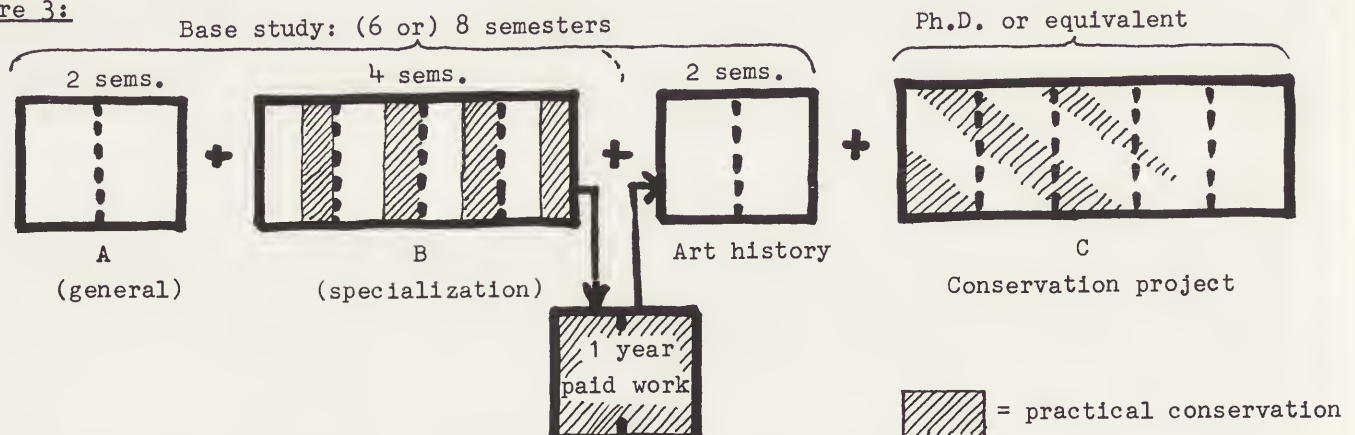 re 3:
Base study: (6 or) 8 semesters
Ph.D. or equivalent
2 sems.
4 sems.
2 sems.
+
+
+
A
(general)
B
(specialization)
Art history
C
Conservation project
1 year
paid work
= practical conservation